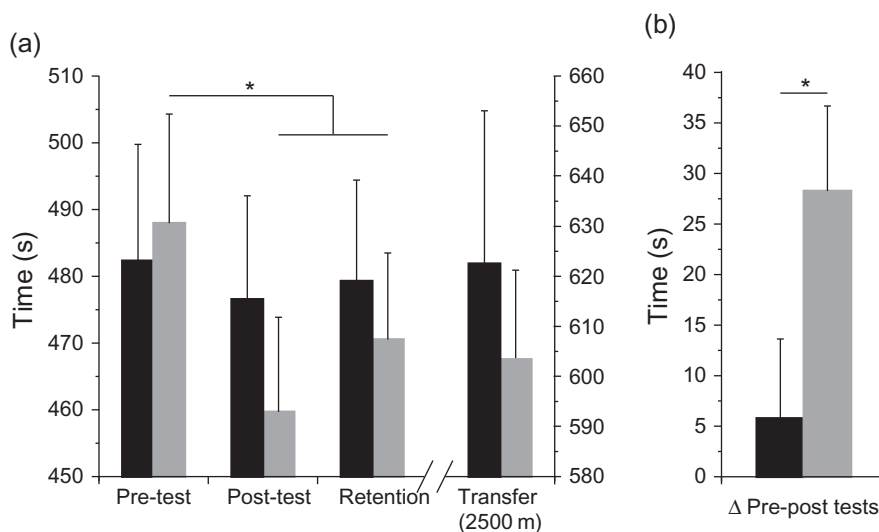 (a)
Time (s)
510
500
490
480
470
460
450
*
660
650
640
630
620
610
600
590
580
Pre-test
Post-test
Retention
Transfer
(2500 m)
(b)
Time (s)
40
35
30
25
20
15
10
5
0
*
Δ Pre-post tests